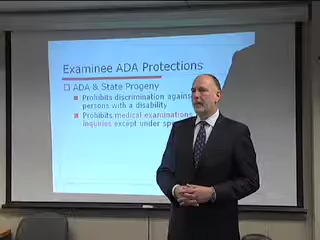 Examinee ADA Protections
ADA & State Progeny
Prohibits discrimination against
persons with a disability
Prohibits medical examinations
inquiries except under